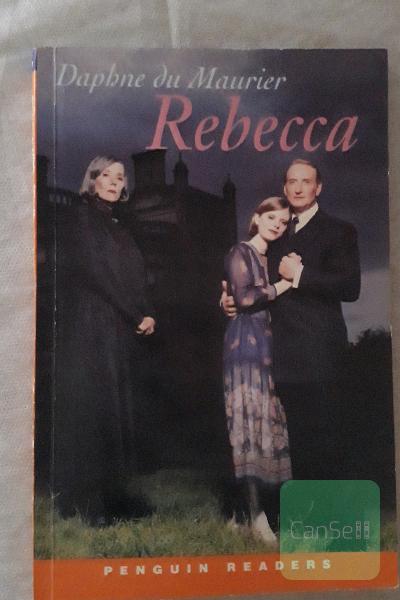 Daphne du Maurier
Rebecca
CanSell
PENGUIN READERS